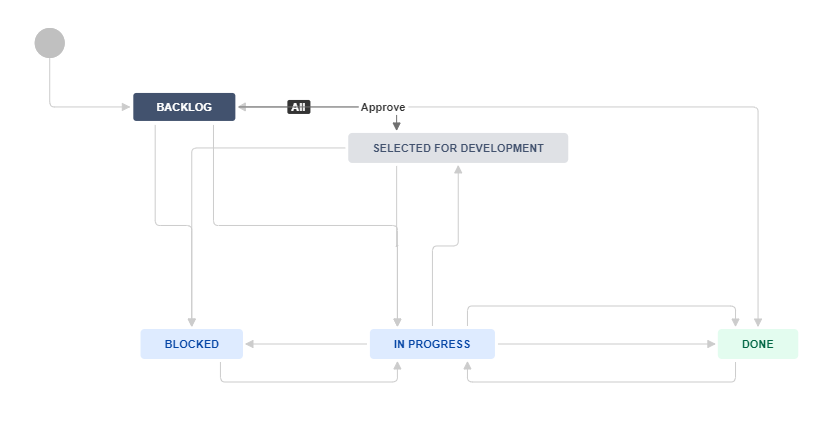 BACKLOG
All
Approve
SELECTED FOR DEVELOPMENT
BLOCKED
IN PROGRESS
DONE